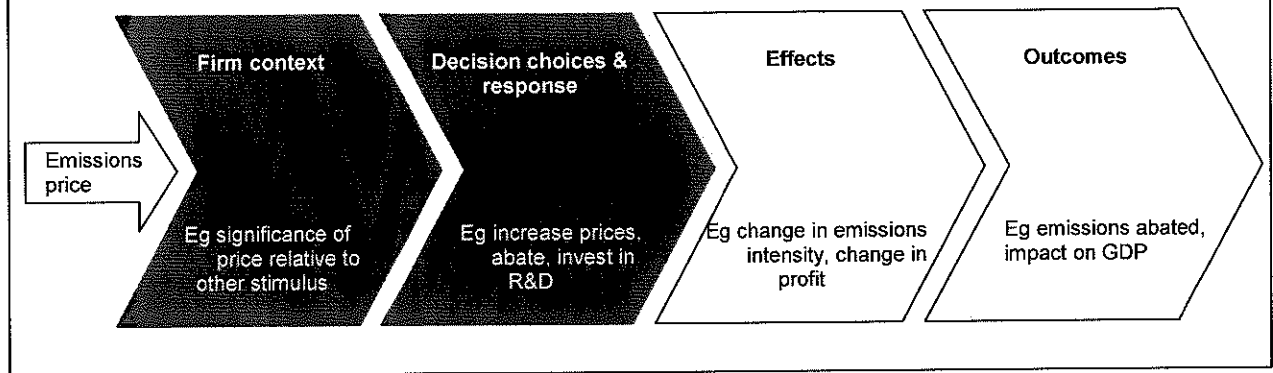 Emissions
price
Firm context
Eg significance of
price relative to
other stimulus
Decision choices &
response
Eg increase prices,
abate, invest in
R&D
Effects
Eg change in emissions
intensity, change in
profit
Outcomes
Eg emissions abated,
impact on GDP